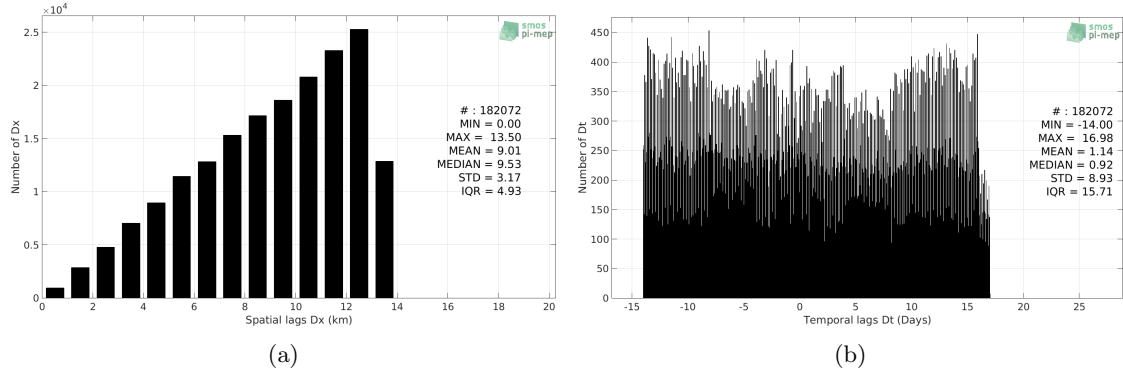 ×10⁴
2.5
2
1.5
1
0.5
0
Number of Dx
0 2 4 6 8 10 12 14 16 18 20
Spatial lags Dx (km)
smos
pi-mep
# : 182072
MIN = 0.00
MAX = 13.50
MEAN = 9.01
MEDIAN = 9.53
STD = 3.17
IQR = 4.93
(a)
450
400
350
300
250
200
150
100
50
0
Number of Dt
-15 -10 -5 0 5 10 15 20 25
Temporal lags Dt (Days)
smos
pi-mep
# : 182072
MIN = -14.00
MAX = 16.98
MEAN = 1.14
MEDIAN = 0.92
STD = 8.93
IQR = 15.71
(b)